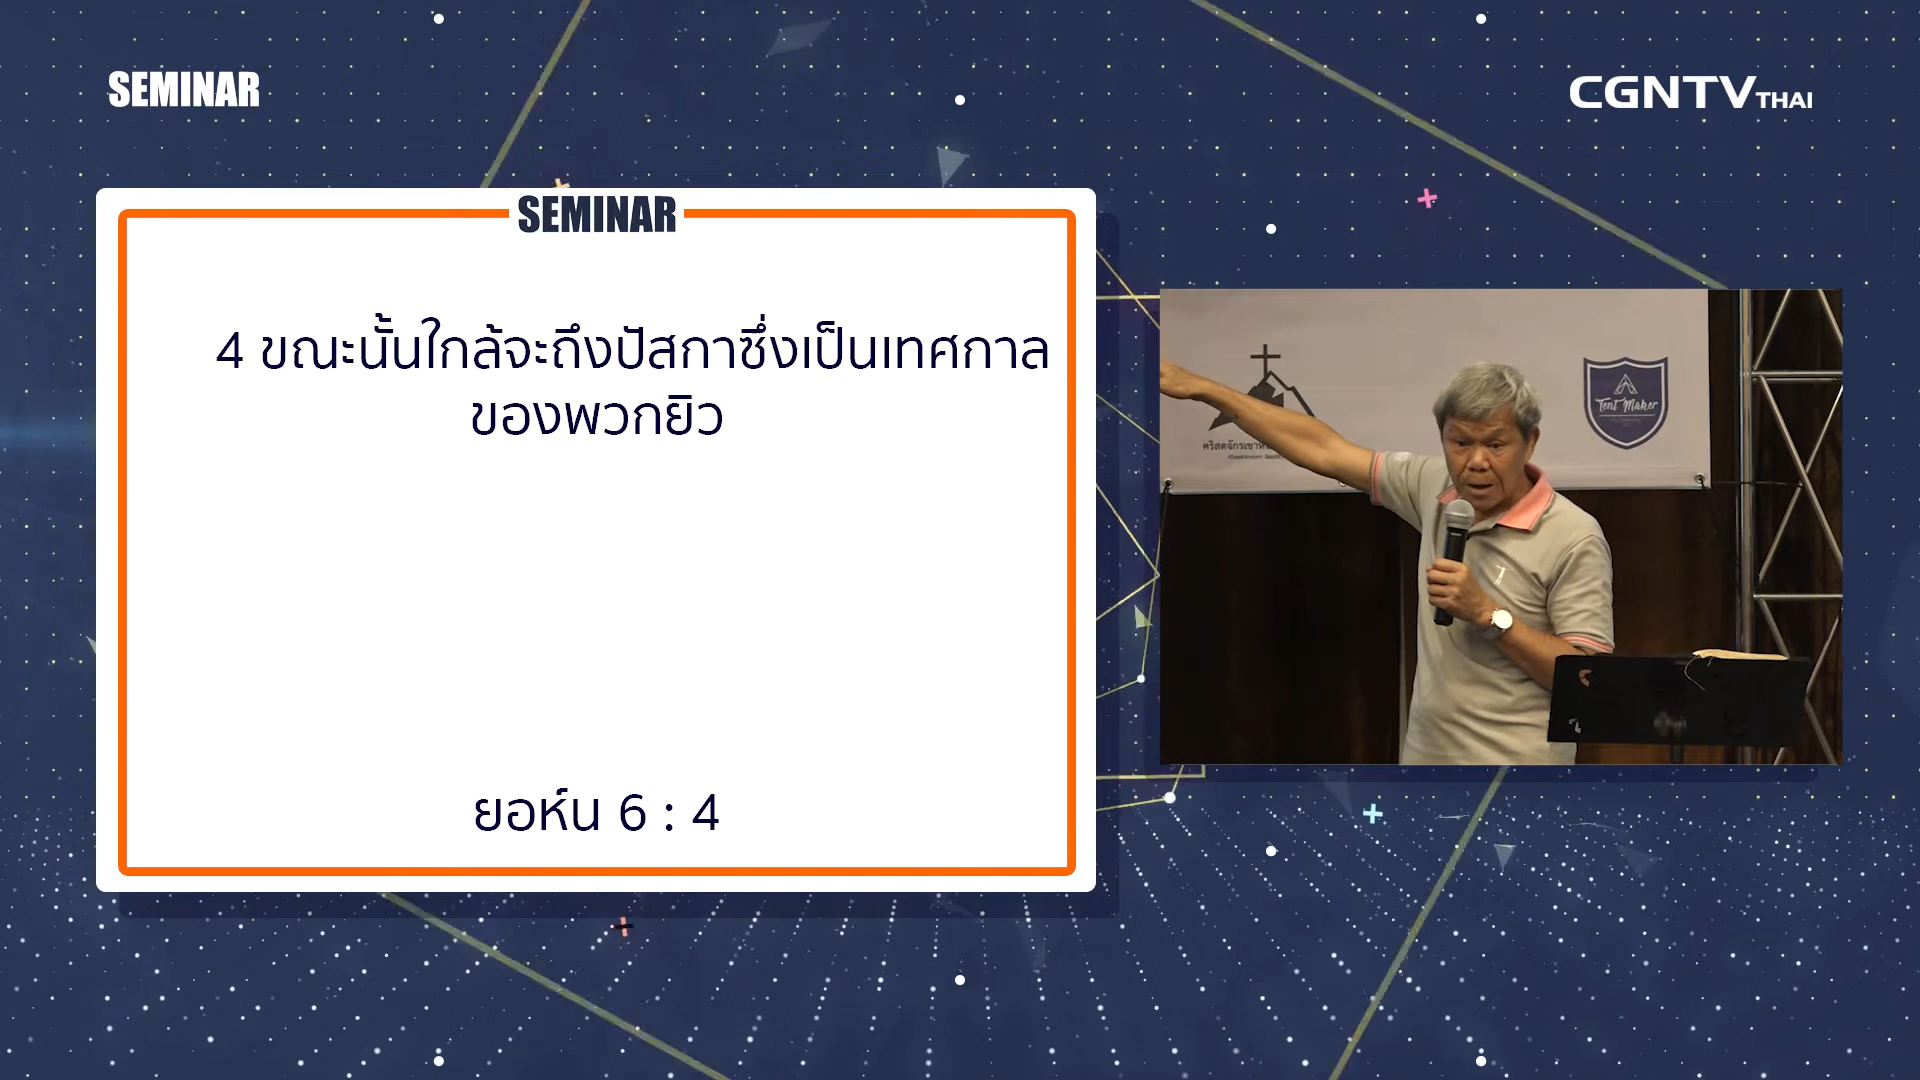 SEMINAR
CGNTV THAI
SEMINAR
4 ขณะนั้นใกล้จะถึงปัสกาซึ่งเป็นเทศกาล
ของพวกยิว
ยอห์น 6 : 4
Tent Maker